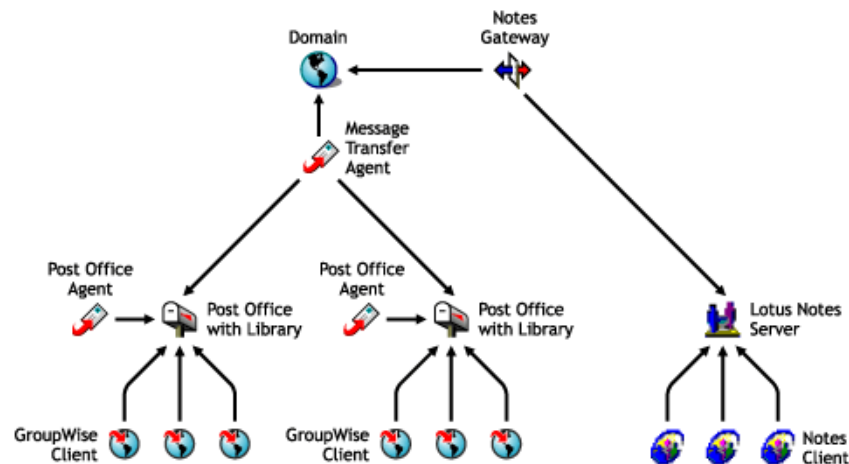 Domain
Notes
Gateway
Message
Transfer
Agent
Post Office
Agent
Post Office
with Library
Post Office
Agent
Post Office
with Library
Lotus Notes
Server
GroupWise
Client
GroupWise
Client
Notes
Client